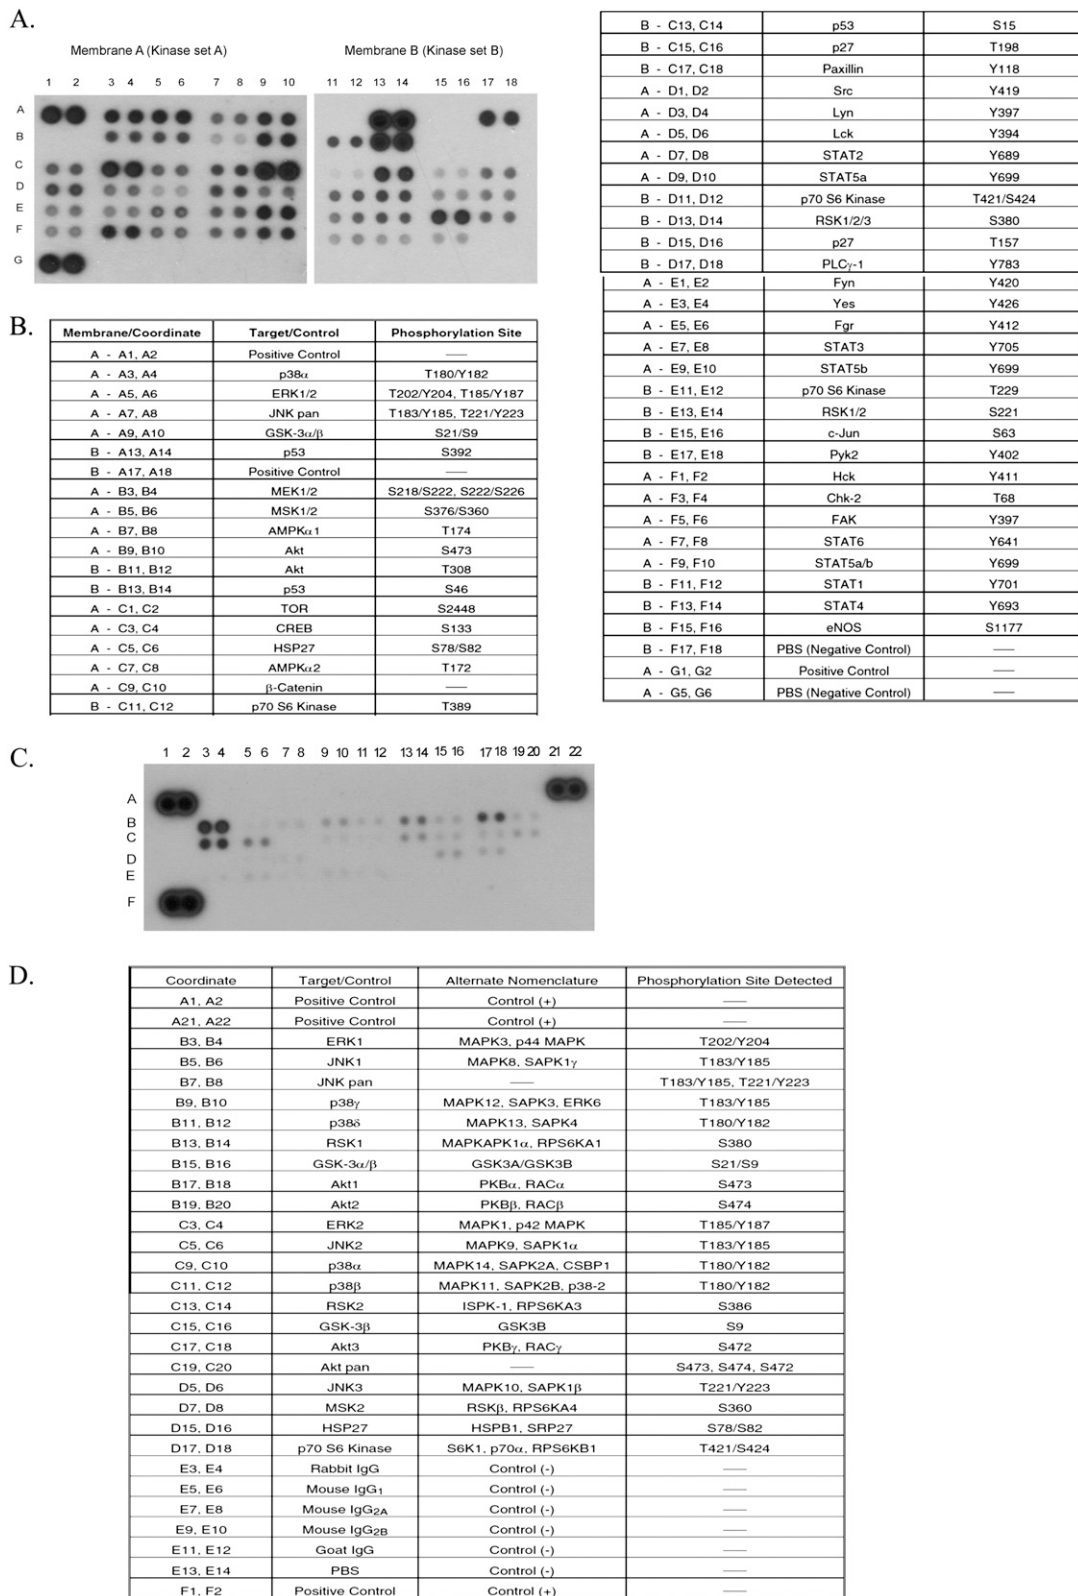 A.
Membrane A (Kinase set A)
Membrane B (Kinase set B)
1 2 3 4 5 6 7 8 9 10
11 12 13 14 15 16 17 18
A
B
C
D
E
F
G
B.
Membrane/Coordinate Target/Control Phosphorylation Site
A - A1, A2 Positive Control —
A - A3, A4 p38α T180/Y182
A - A5, A6 ERK1/2 T202/Y204, T185/Y187
A - A7, A8 JNK pan T183/Y185, T221/Y223
A - A9, A10 GSK-3α/β S21/S9
B - A13, A14 p53 S392
B - A17, A18 Positive Control —
A - B3, B4 MEK1/2 S218/S222, S222/S226
A - B5, B6 MSK1/2 S376/S360
A - B7, B8 AMPKα1 T174
A - B9, B10 Akt S473
B - B11, B12 Akt T308
B - B13, B14 p53 S46
A - C1, C2 TOR S2448
A - C3, C4 CREB S133
A - C5, C6 HSP27 S78/S82
A - C7, C8 AMPKα2 T172
A - C9, C10 β-Catenin —
B - C11, C12 p70 S6 Kinase T389
B - C13, C14 p53 S15
B - C15, C16 p27 T198
B - C17, C18 Paxillin Y118
A - D1, D2 Src Y419
A - D3, D4 Lyn Y397
A - D5, D6 Lck Y394
A - D7, D8 STAT2 Y689
A - D9, D10 STAT5a Y699
B - D11, D12 p70 S6 Kinase T421/S424
B - D13, D14 RSK1/2/3 S380
B - D15, D16 p27 T157
B - D17, D18 PLCγ-1 Y783
A - E1, E2 Fyn Y420
A - E3, E4 Yes Y426
A - E5, E6 Fgr Y412
A - E7, E8 STAT3 Y705
A - E9, E10 STAT5b Y699
B - E11, E12 p70 S6 Kinase T229
B - E13, E14 RSK1/2 S221
B - E15, E16 c-Jun S63
B - E17, E18 Pyk2 Y402
A - F1, F2 Hck Y411
A - F3, F4 Chk-2 T68
A - F5, F6 FAK Y397
A - F7, F8 STAT6 Y641
A - F9, F10 STAT5a/b Y699
B - F11, F12 STAT1 Y701
B - F13, F14 STAT4 Y693
B - F15, F16 eNOS S1177
B - F17, F18 PBS (Negative Control) —
A - G1, G2 Positive Control —
A - G5, G6 PBS (Negative Control) —
C.
1 2 3 4 5 6 7 8 9 10 11 12 13 14 15 16 17 18 19 20 21 22
A
B
C
D
E
F
D.
Coordinate Target/Control Alternate Nomenclature Phosphorylation Site Detected
A1, A2 Positive Control Control (+) —
A21, A22 Positive Control Control (+) —
B3, B4 ERK1 MAPK3, p44 MAPK T202/Y204
B5, B6 JNK1 MAPK8, SAPK1γ T183/Y185
B7, B8 JNK pan — T183/Y185, T221/Y223
B9, B10 p38γ MAPK12, SAPK3, ERK6 T183/Y185
B11, B12 p38δ MAPK13, SAPK4 T180/Y182
B13, B14 RSK1 MAPKAPK1α, RPS6KA1 S380
B15, B16 GSK-3α/β GSK3A/GSK3B S21/S9
B17, B18 Akt1 PKBα, RACα S473
B19, B20 Akt2 PKBβ, RACβ S474
C3, C4 ERK2 MAPK1, p42 MAPK T185/Y187
C5, C6 JNK2 MAPK9, SAPK1α T183/Y185
C9, C10 p38α MAPK14, SAPK2A, CSBP1 T180/Y182
C11, C12 p38β MAPK11, SAPK2B, p38-2 T180/Y182
C13, C14 RSK2 ISPK-1, RPS6KA3 S386
C15, C16 GSK-3β GSK3B S9
C17, C18 Akt3 PKBγ, RACγ S472
C19, C20 Akt pan — S473, S474, S472
D5, D6 JNK3 MAPK10, SAPK1β T221/Y223
D7, D8 MSK2 RSKβ, RPS6KA4 S360
D15, D16 HSP27 HSPB1, SRP27 S78/S82
D17, D18 p70 S6 Kinase S6K1, p70α, RPS6KB1 T421/S424
E3, E4 Rabbit IgG Control (-) —
E5, E6 Mouse IgG1 Control (-) —
E7, E8 Mouse IgG2A Control (-) —
E9, E10 Mouse IgG2B Control (-) —
E11, E12 Goat IgG Control (-) —
E13, E14 PBS Control (-) —
F1, F2 Positive Control Control (+) —